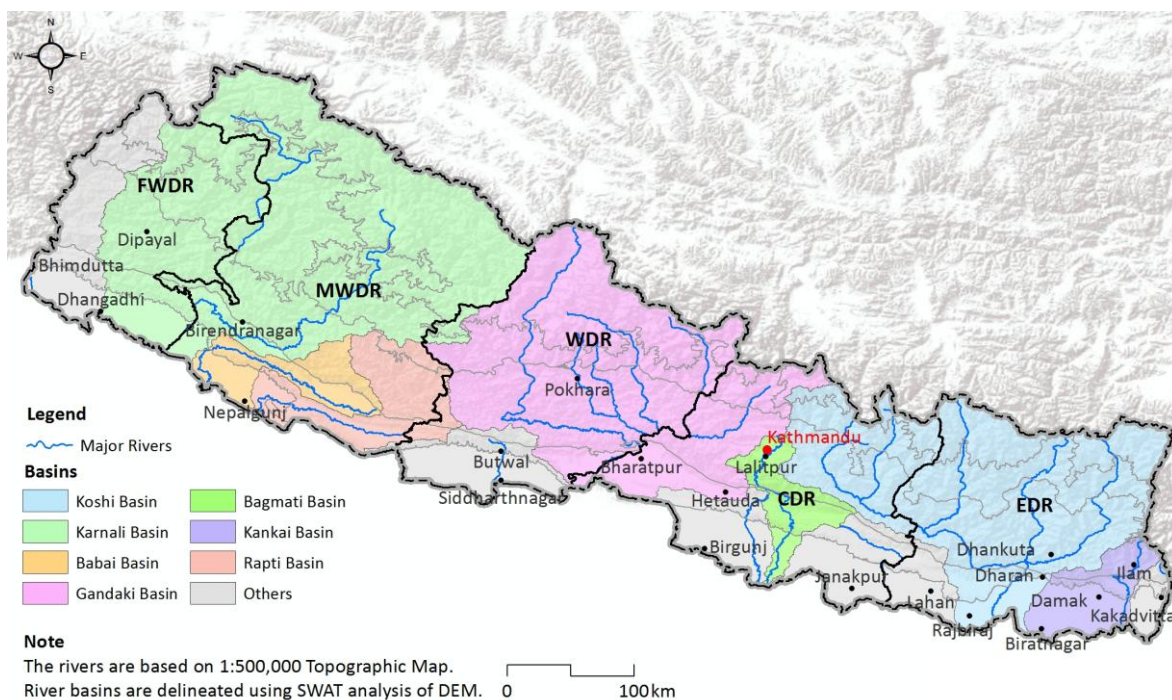 N
W E
S
FWDR
Dipayal
Bhimdutta
Dhangadhi
MWDR
Birendranagar
WDR
Pokhara
Nepalgunj
Kathmandu
Lalitpur
Butwal
Bharatpur
Siddharthnagar
Hetauda
CDR
EDR
Birgunj
Dhankuta
Janakpur
Dharan
Ilam
Lahan
Damak
Kakadvitta
Rajbiraj
Biratnagar
Legend
Major Rivers
Basins
Koshi Basin
Bagmati Basin
Karnali Basin
Kankai Basin
Babai Basin
Rapti Basin
Gandaki Basin
Others
Note
The rivers are based on 1:500,000 Topographic Map.
River basins are delineated using SWAT analysis of DEM.
0 100 km